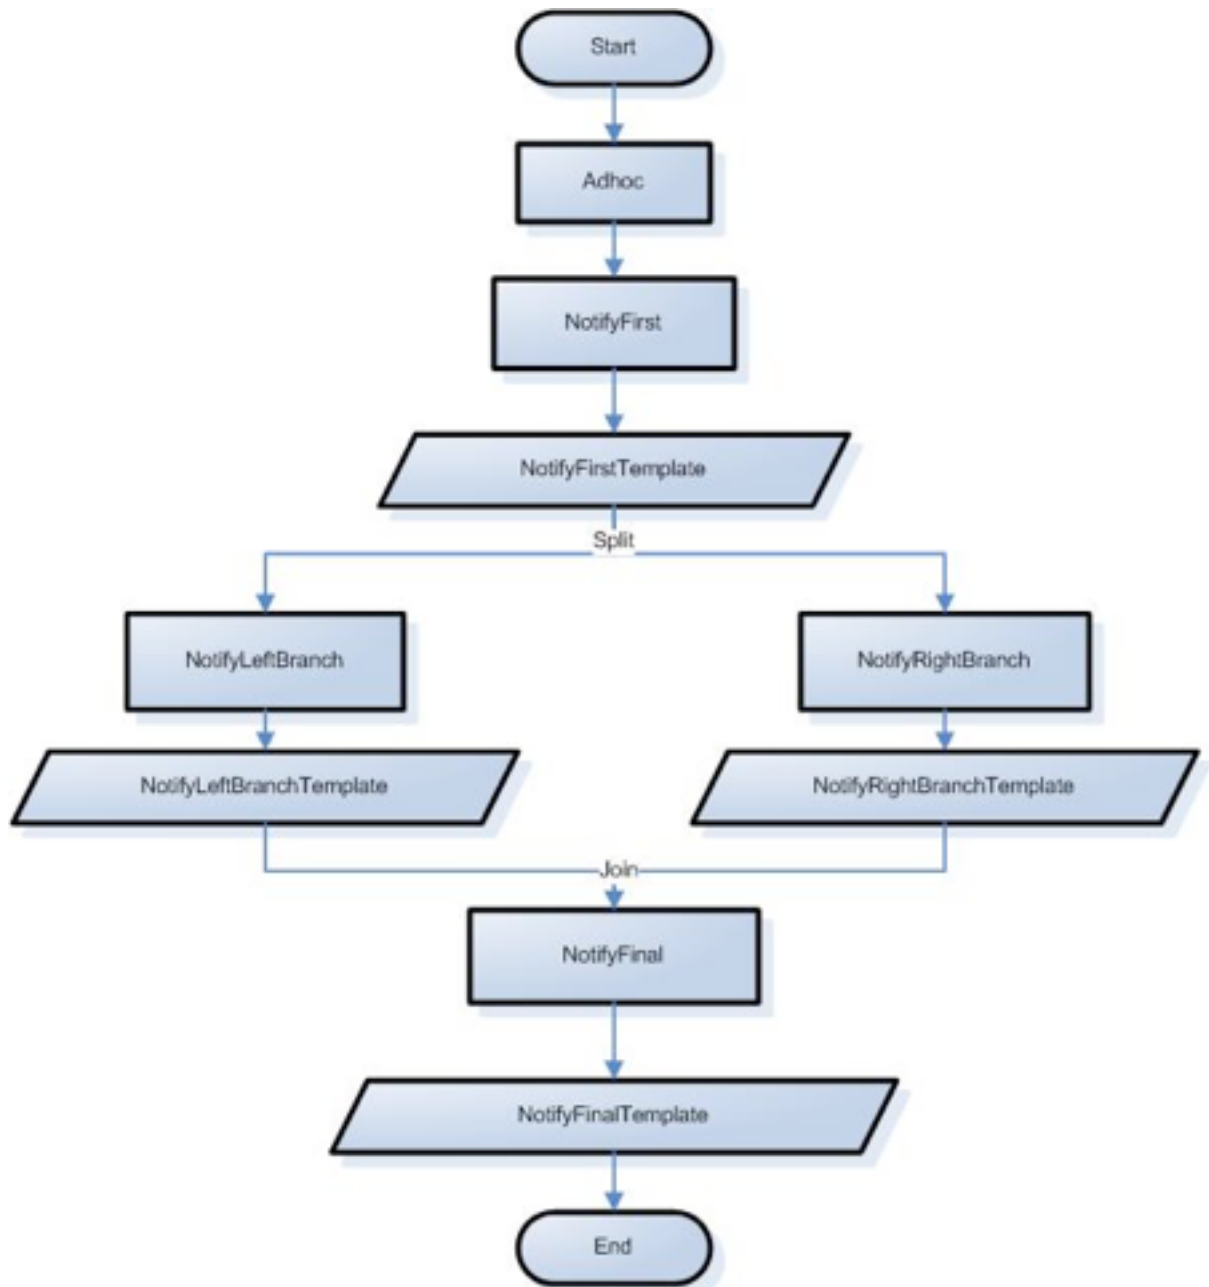 Start
Adhoc
NotifyFirst
NotifyFirstTemplate
Split
NotifyLeftBranch
NotifyRightBranch
NotifyLeftBranchTemplate
NotifyRightBranchTemplate
Join
NotifyFinal
NotifyFinalTemplate
End